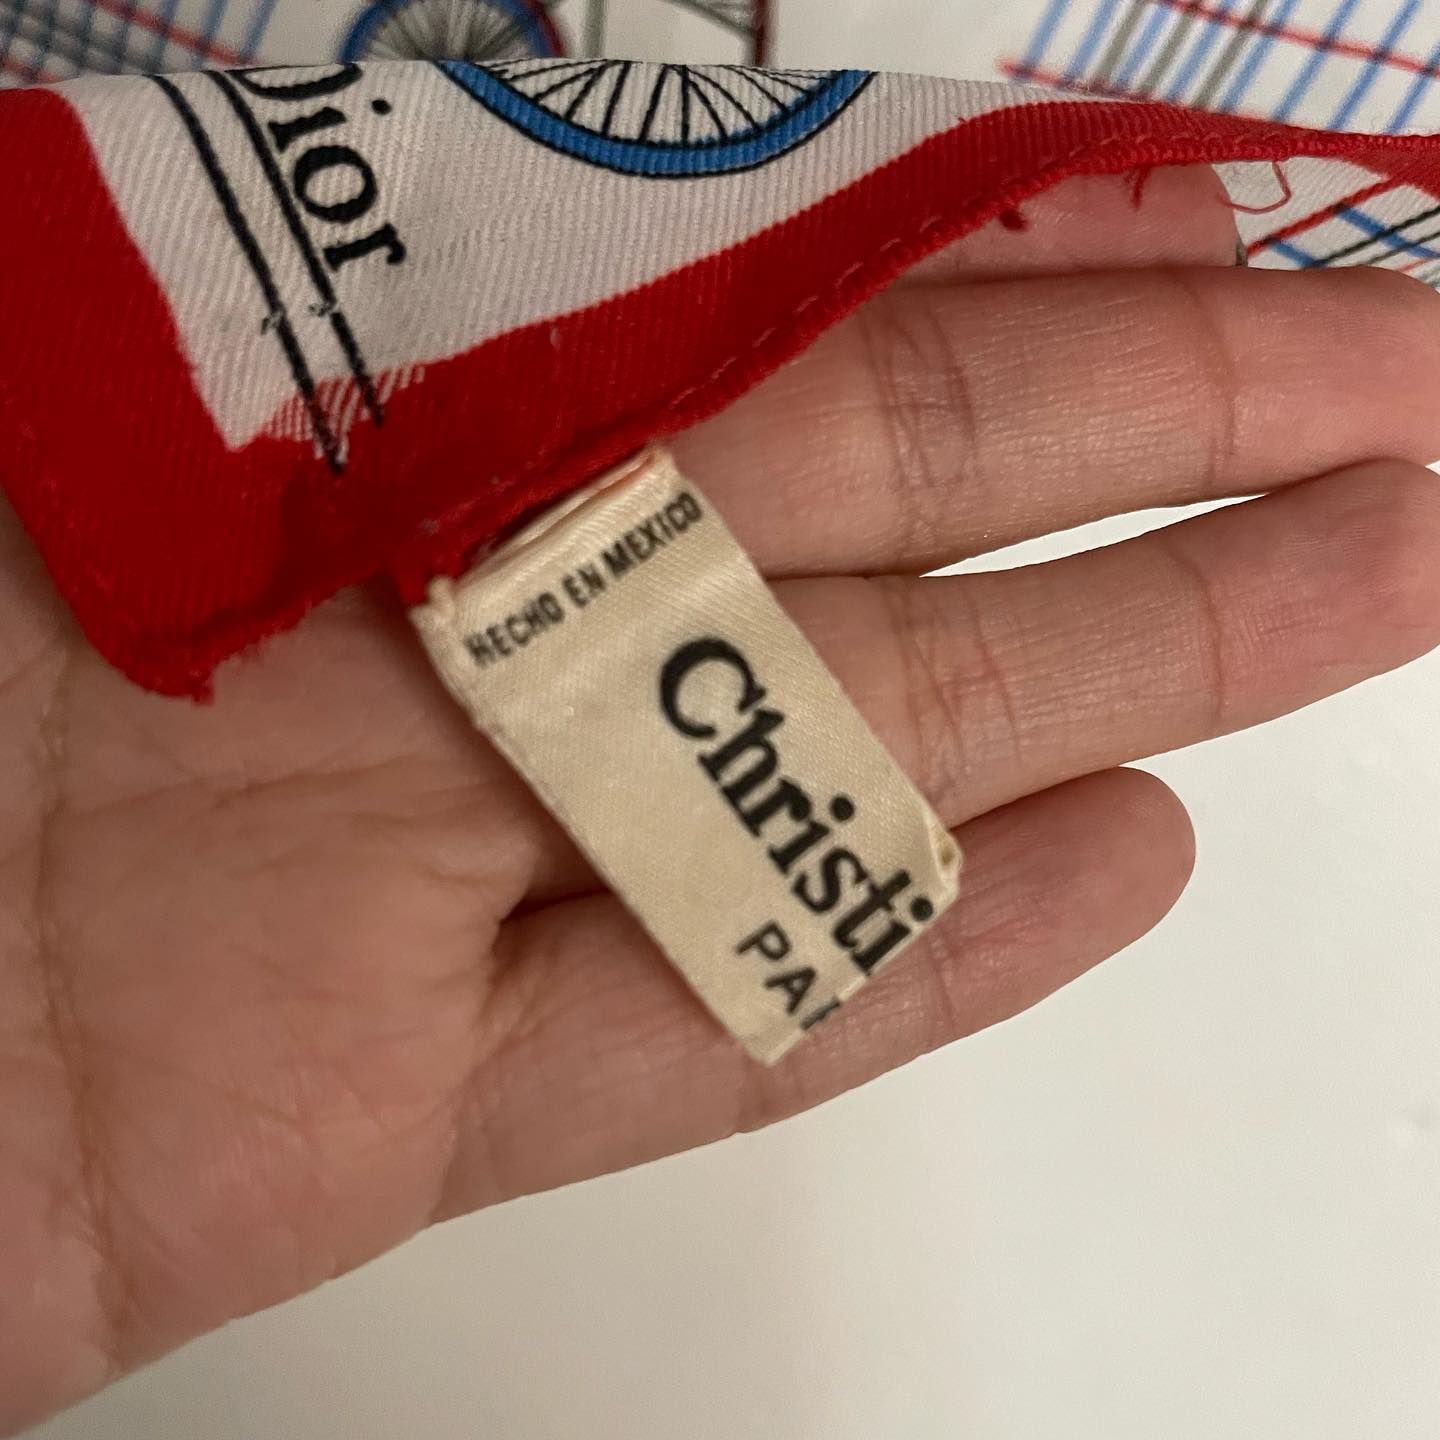 Dior
HECHO EN MEXICO
Christi
PA